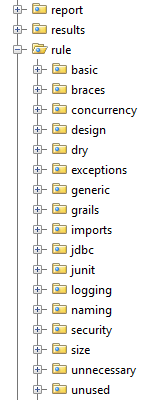 report
results
rule
basic
braces
concurrency
design
dry
exceptions
generic
grails
imports
jdbc
junit
logging
naming
security
size
unnecessary
unused